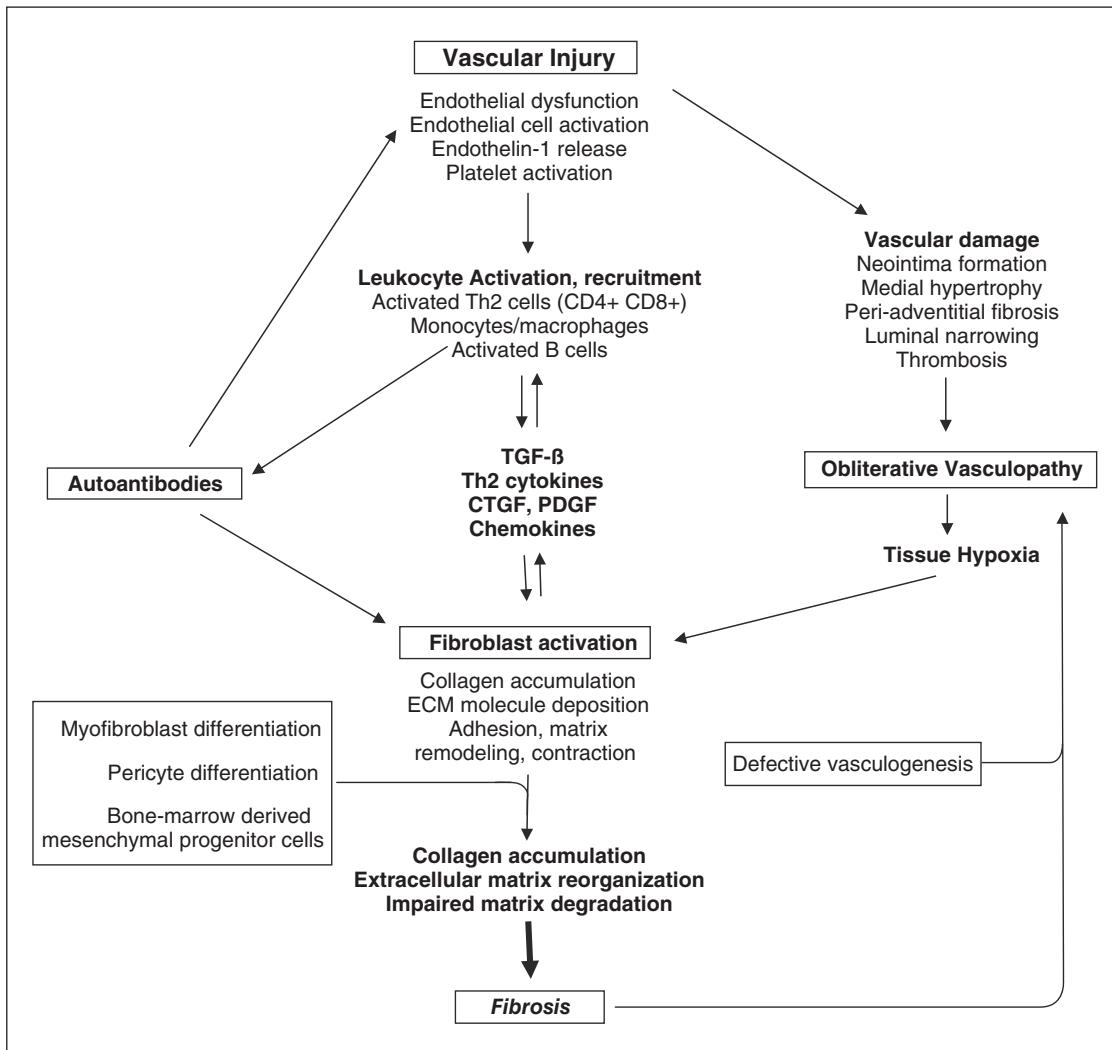 Vascular Injury
Endothelial dysfunction
Endothelial cell activation
Endothelin-1 release
Platelet activation
Leukocyte Activation, recruitment
Activated Th2 cells (CD4+ CD8+)
Monocytes/macrophages
Activated B cells
Vascular damage
Neointima formation
Medial hypertrophy
Peri-adventitial fibrosis
Luminal narrowing
Thrombosis
Autoantibodies
TGF-ß
Th2 cytokines
CTGF, PDGF
Chemokines
Obliterative Vasculopathy
Tissue Hypoxia
Fibroblast activation
Collagen accumulation
ECM molecule deposition
Adhesion, matrix
remodeling, contraction
Myofibroblast differentiation
Pericyte differentiation
Bone-marrow derived
mesenchymal progenitor cells
Defective vasculogenesis
Collagen accumulation
Extracellular matrix reorganization
Impaired matrix degradation
Fibrosis